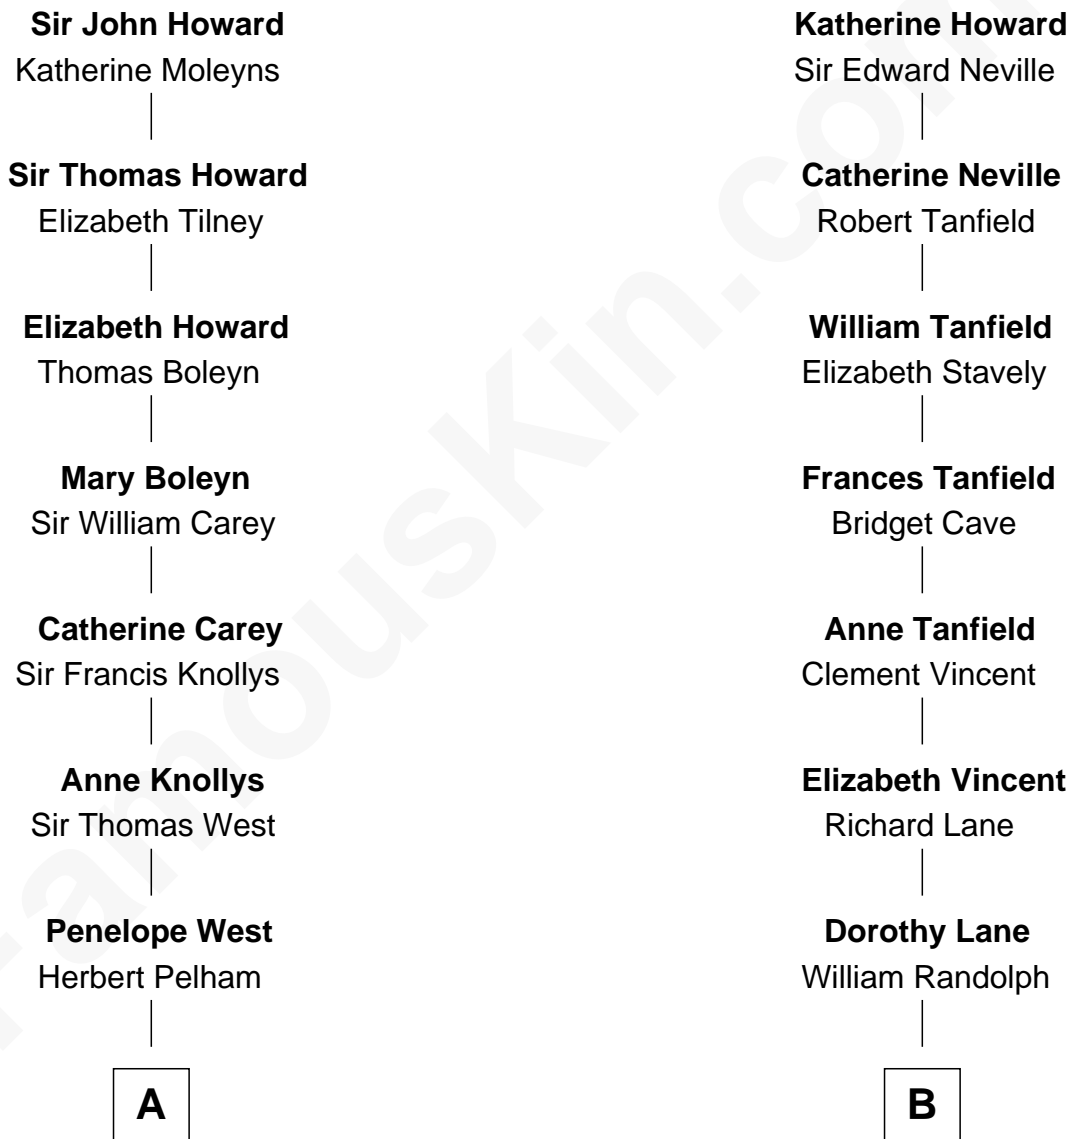 Sir John Howard
Katherine Moleyns
Sir Thomas Howard
Elizabeth Tilney
Elizabeth Howard
Thomas Boleyn
Mary Boleyn
Sir William Carey
Catherine Carey
Sir Francis Knollys
Anne Knollys
Sir Thomas West
Penelope West
Herbert Pelham
A
Katherine Howard
Sir Edward Neville
Catherine Neville
Robert Tanfield
William Tanfield
Elizabeth Stavely
Frances Tanfield
Bridget Cave
Anne Tanfield
Clement Vincent
Elizabeth Vincent
Richard Lane
Dorothy Lane
William Randolph
B
FamousKin.com